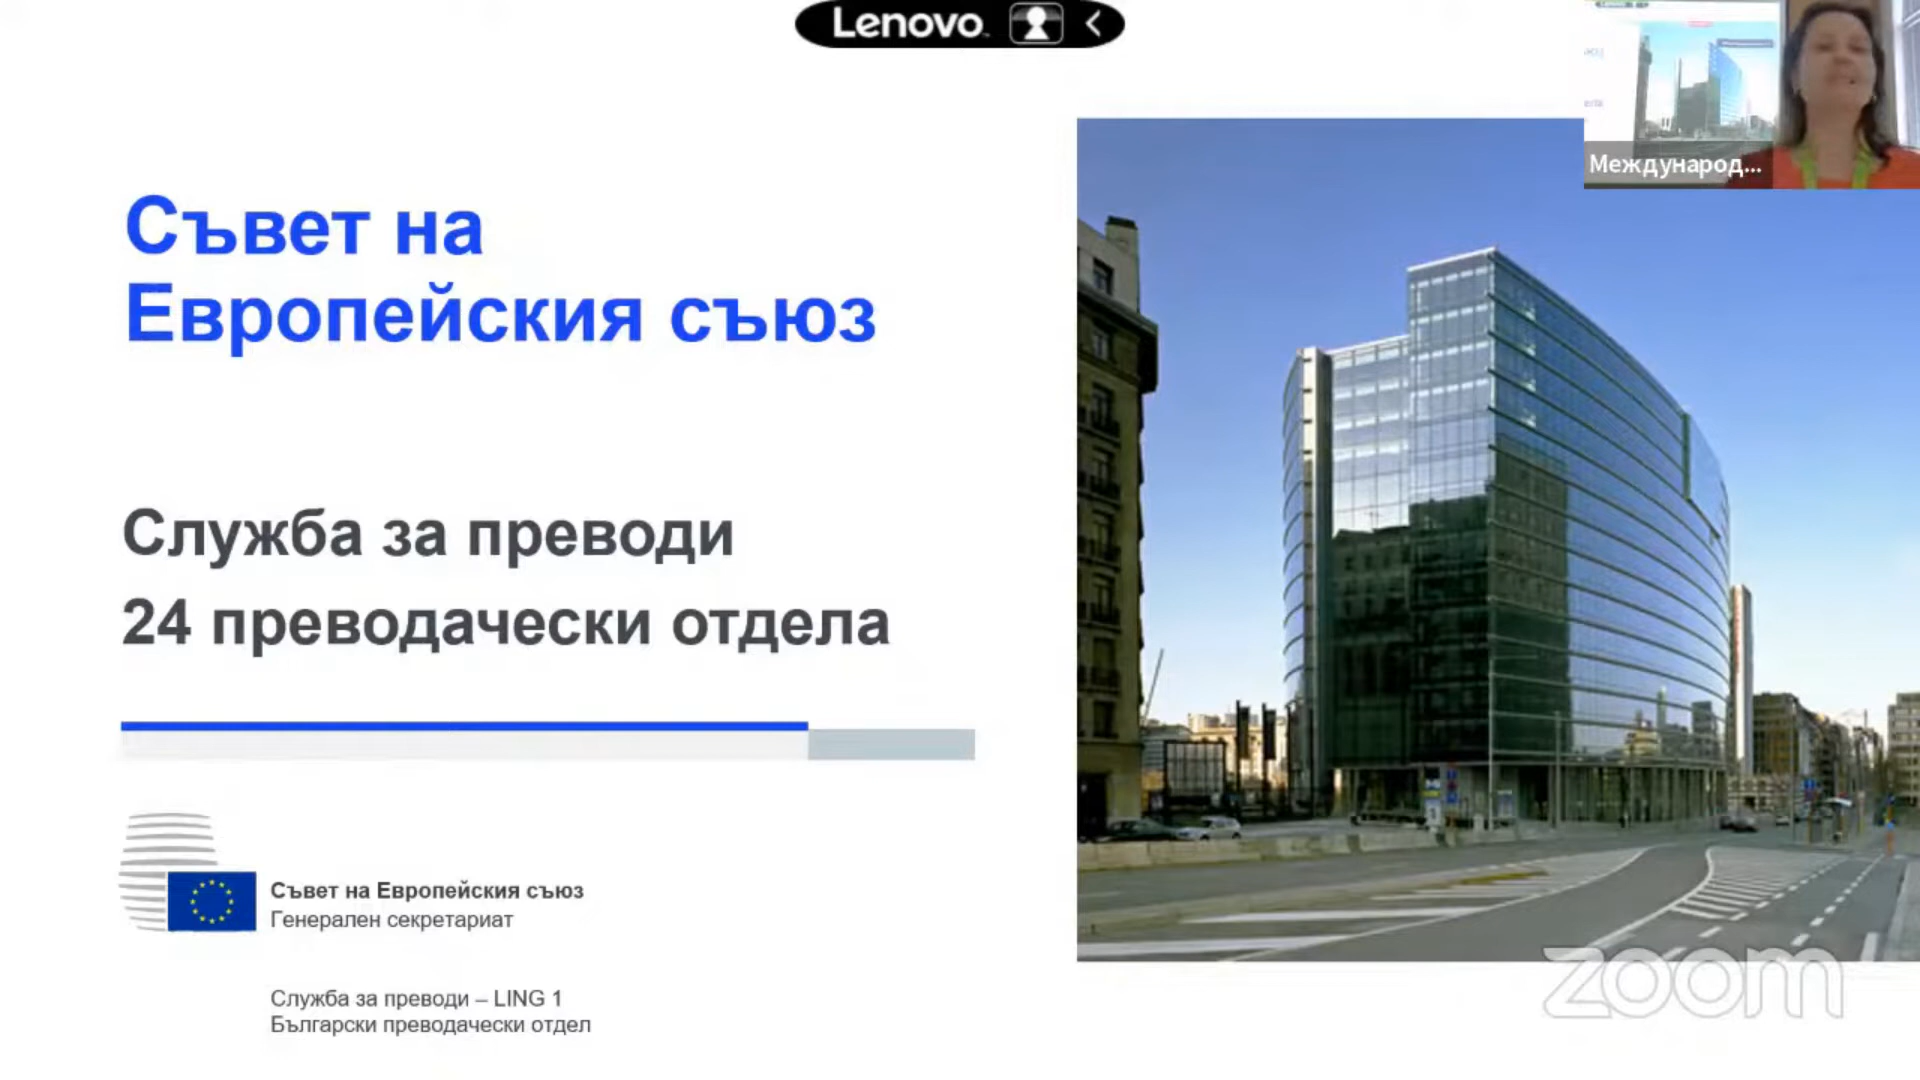 Lenovo
Международ...
Съвет на
Европейския съюз
Служба за преводи
24 преводачески отдела
Съвет на Европейския съюз
Генерален секретариат
Служба за преводи – LING 1
Български преводачески отдел
zoom